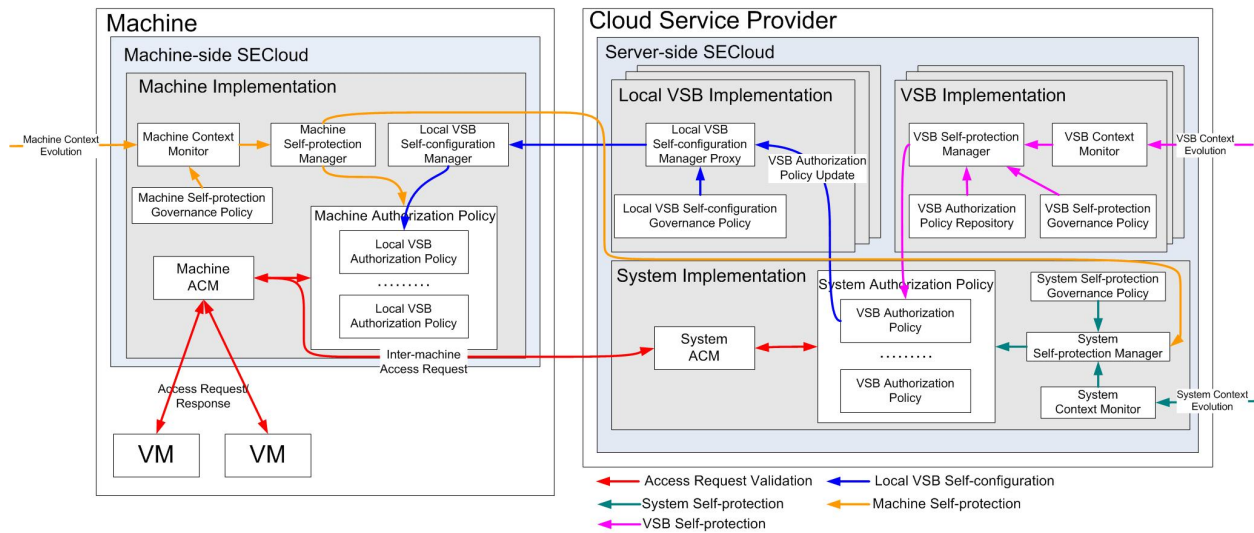 Machine
Machine-side SECloud
Machine Implementation
Machine Context
Evolution
Machine Context
Monitor
Machine
Self-protection
Manager
Local VSB
Self-configuration
Manager
Machine Self-protection
Governance Policy
Machine Authorization Policy
Local VSB
Authorization Policy
.........
Local VSB
Authorization Policy
Machine
ACM
Inter-machine
Access Request
Access Request/
Response
VM
VM
Cloud Service Provider
Server-side SECloud
Local VSB Implementation
Local VSB
Self-configuration
Manager Proxy
VSB Authorization
Policy Update
Local VSB Self-configuration
Governance Policy
VSB Implementation
VSB Self-protection
Manager
VSB Context
Monitor
VSB Context
Evolution
VSB Authorization
Policy Repository
VSB Self-protection
Governance Policy
System Implementation
System
ACM
System Authorization Policy
VSB Authorization
Policy
.........
VSB Authorization
Policy
System Self-protection
Governance Policy
System
Self-protection Manager
System
Context Monitor
System Context
Evolution
Access Request Validation
Local VSB Self-configuration
System Self-protection
Machine Self-protection
VSB Self-protection